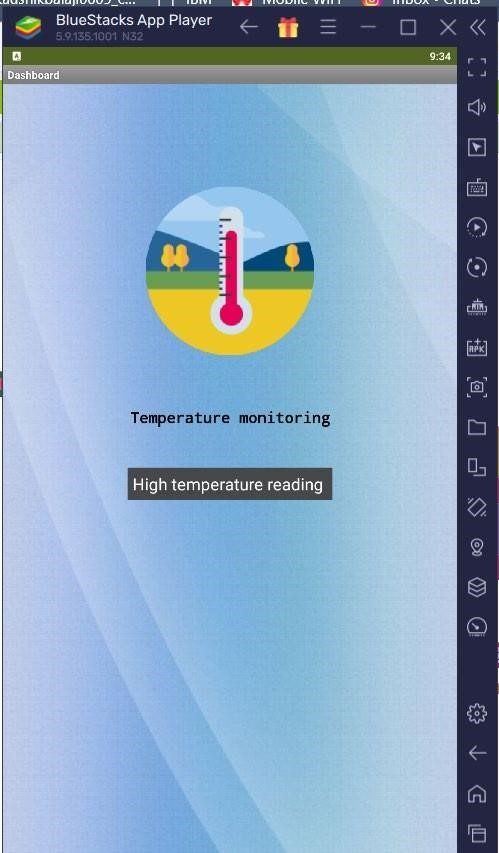 IBM
Mobile WiFi
Inbox - Chats
BlueStacks App Player
5.9.135.1001 N32
A
9:34
Dashboard
Temperature monitoring
High temperature reading
APK